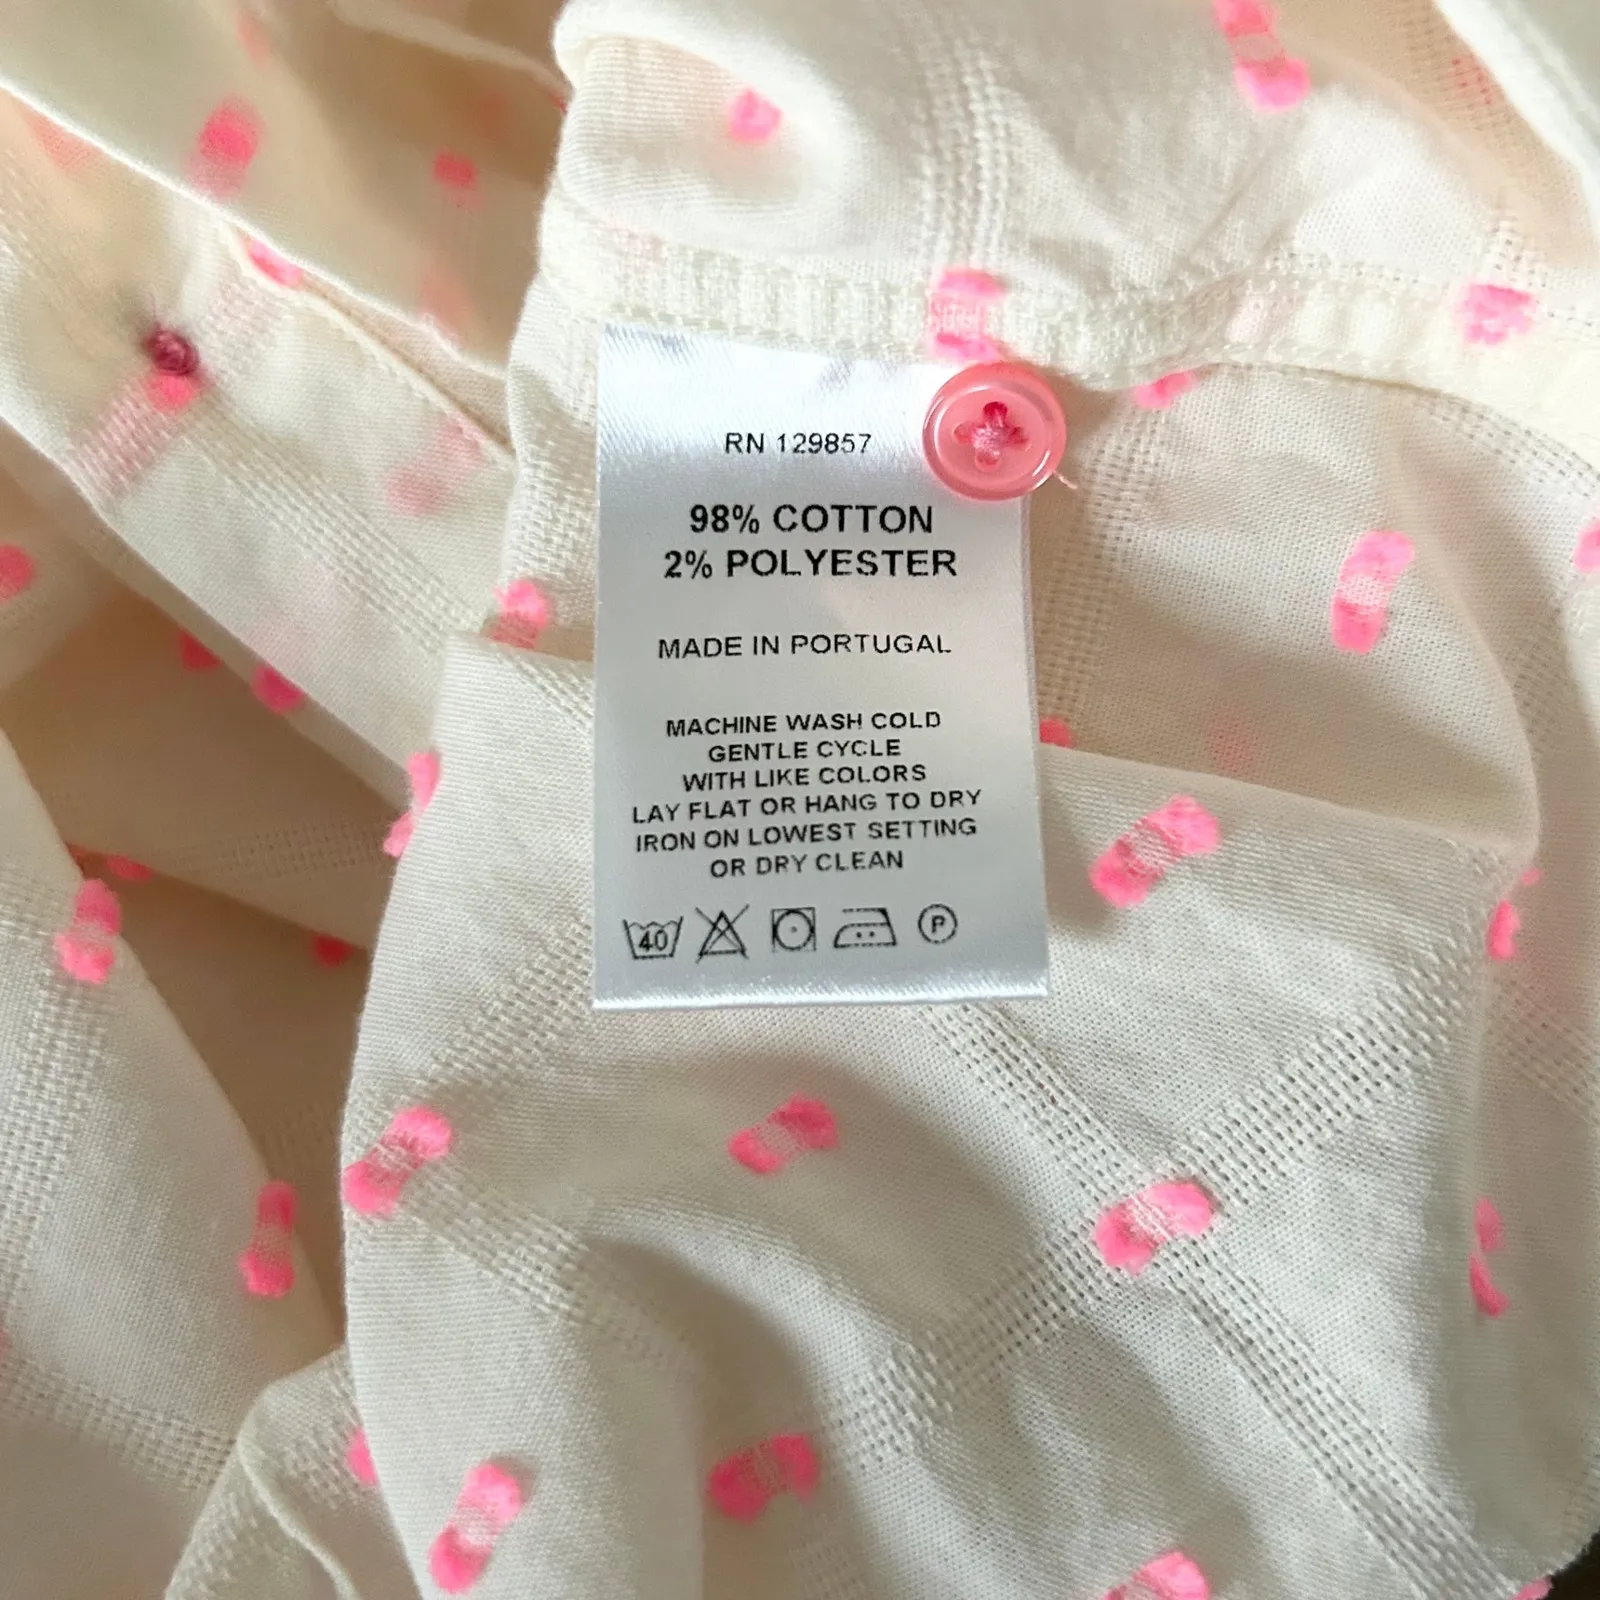 RN 129857
98% COTTON
2% POLYESTER
MADE IN PORTUGAL
MACHINE WASH COLD
GENTLE CYCLE
WITH LIKE COLORS
LAY FLAT OR HANG TO DRY
IRON ON LOWEST SETTING
OR DRY CLEAN
40 P